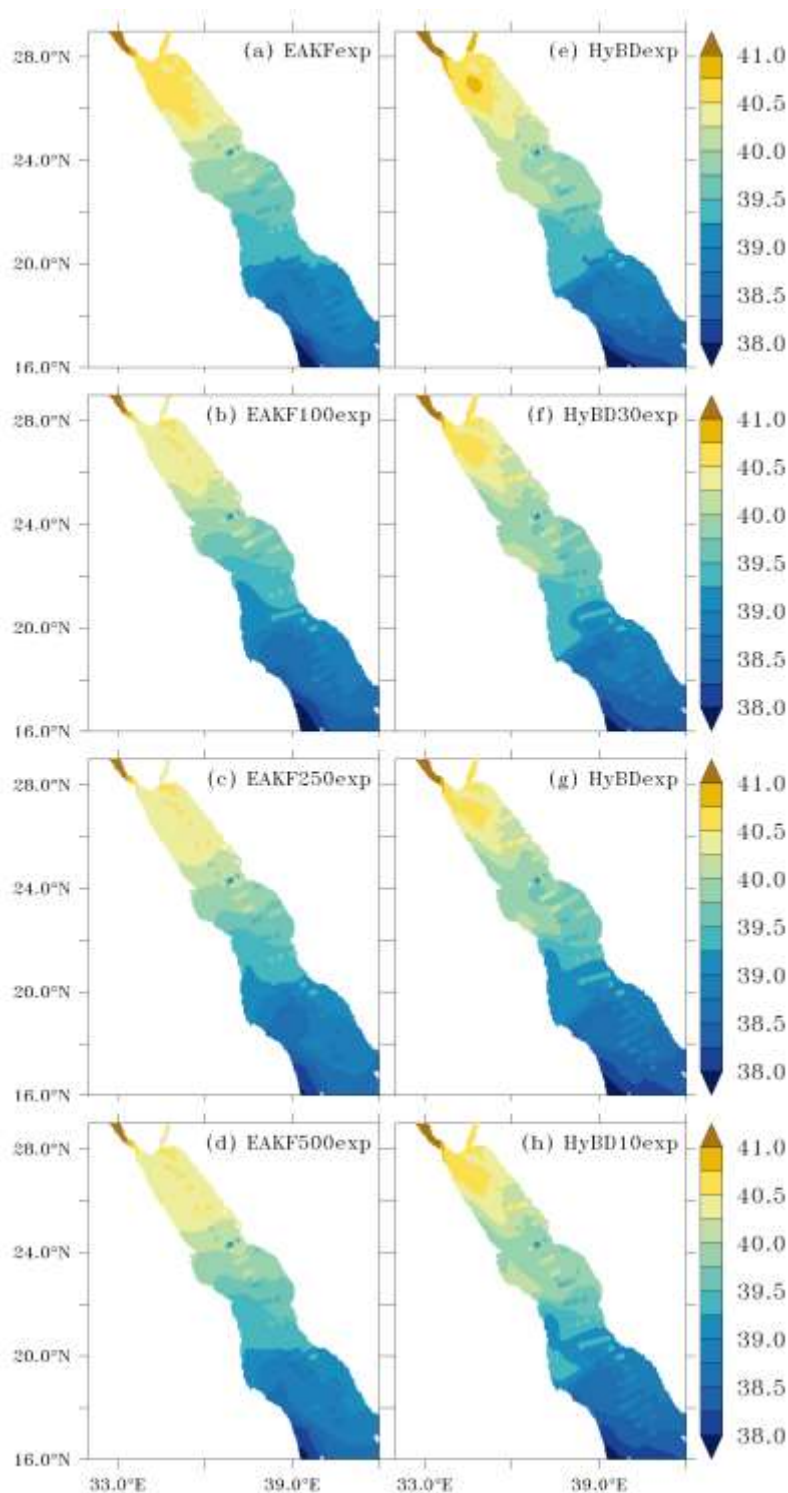 28.0°N (a) EAKFexp (e) HyBDexp 41.0
40.5
24.0°N 40.0
39.5
20.0°N 39.0
38.5
16.0°N 38.0
28.0°N (b) EAKF100exp (f) HyBD30exp 41.0
40.5
24.0°N 40.0
39.5
20.0°N 39.0
38.5
16.0°N 38.0
28.0°N (c) EAKF250exp (g) HyBDexp 41.0
40.5
24.0°N 40.0
39.5
20.0°N 39.0
38.5
16.0°N 38.0
28.0°N (d) EAKF500exp (h) HyBD10exp 41.0
40.5
24.0°N 40.0
39.5
20.0°N 39.0
38.5
16.0°N 38.0
33.0°E 39.0°E 33.0°E 39.0°E